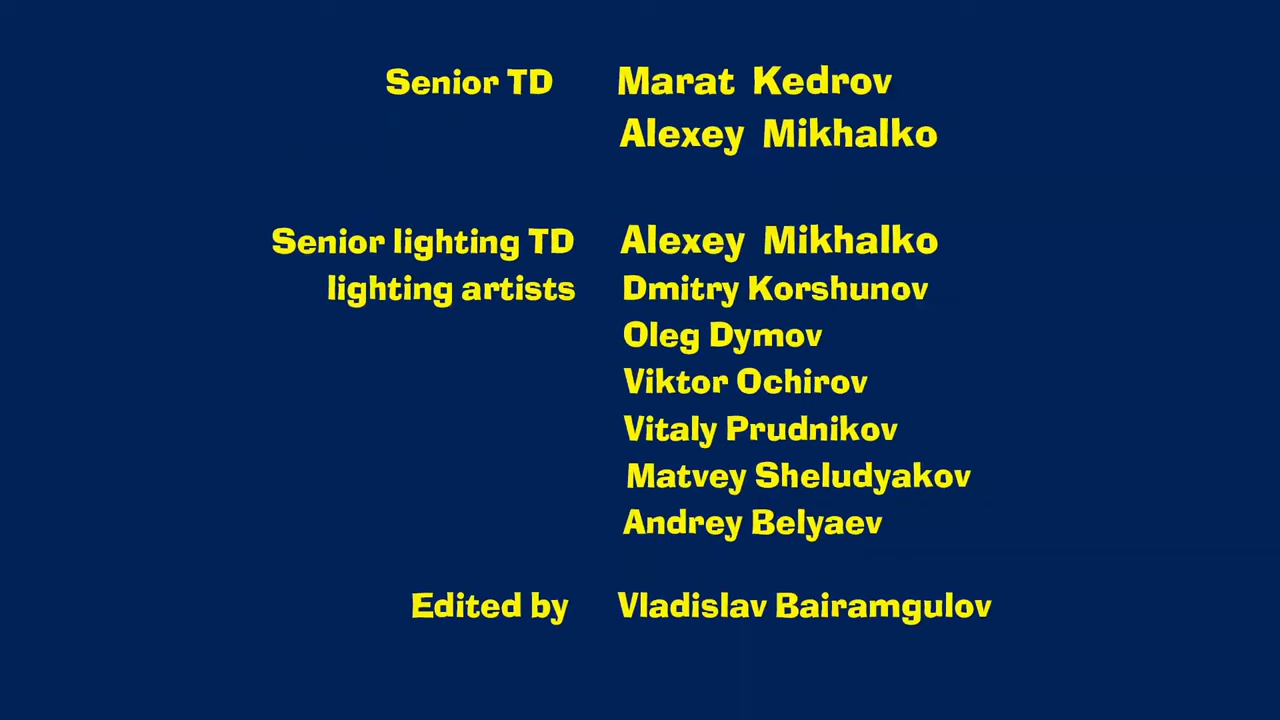 Senior TD Marat Kedrov
Alexey Mikhalko
Senior lighting TD Alexey Mikhalko
lighting artists Dmitry Korshunov
Oleg Dymov
Viktor Ochirov
Vitaly Prudnikov
Matvey Sheludyakov
Andrey Belyaev
Edited by Vladislav Bairamgulov